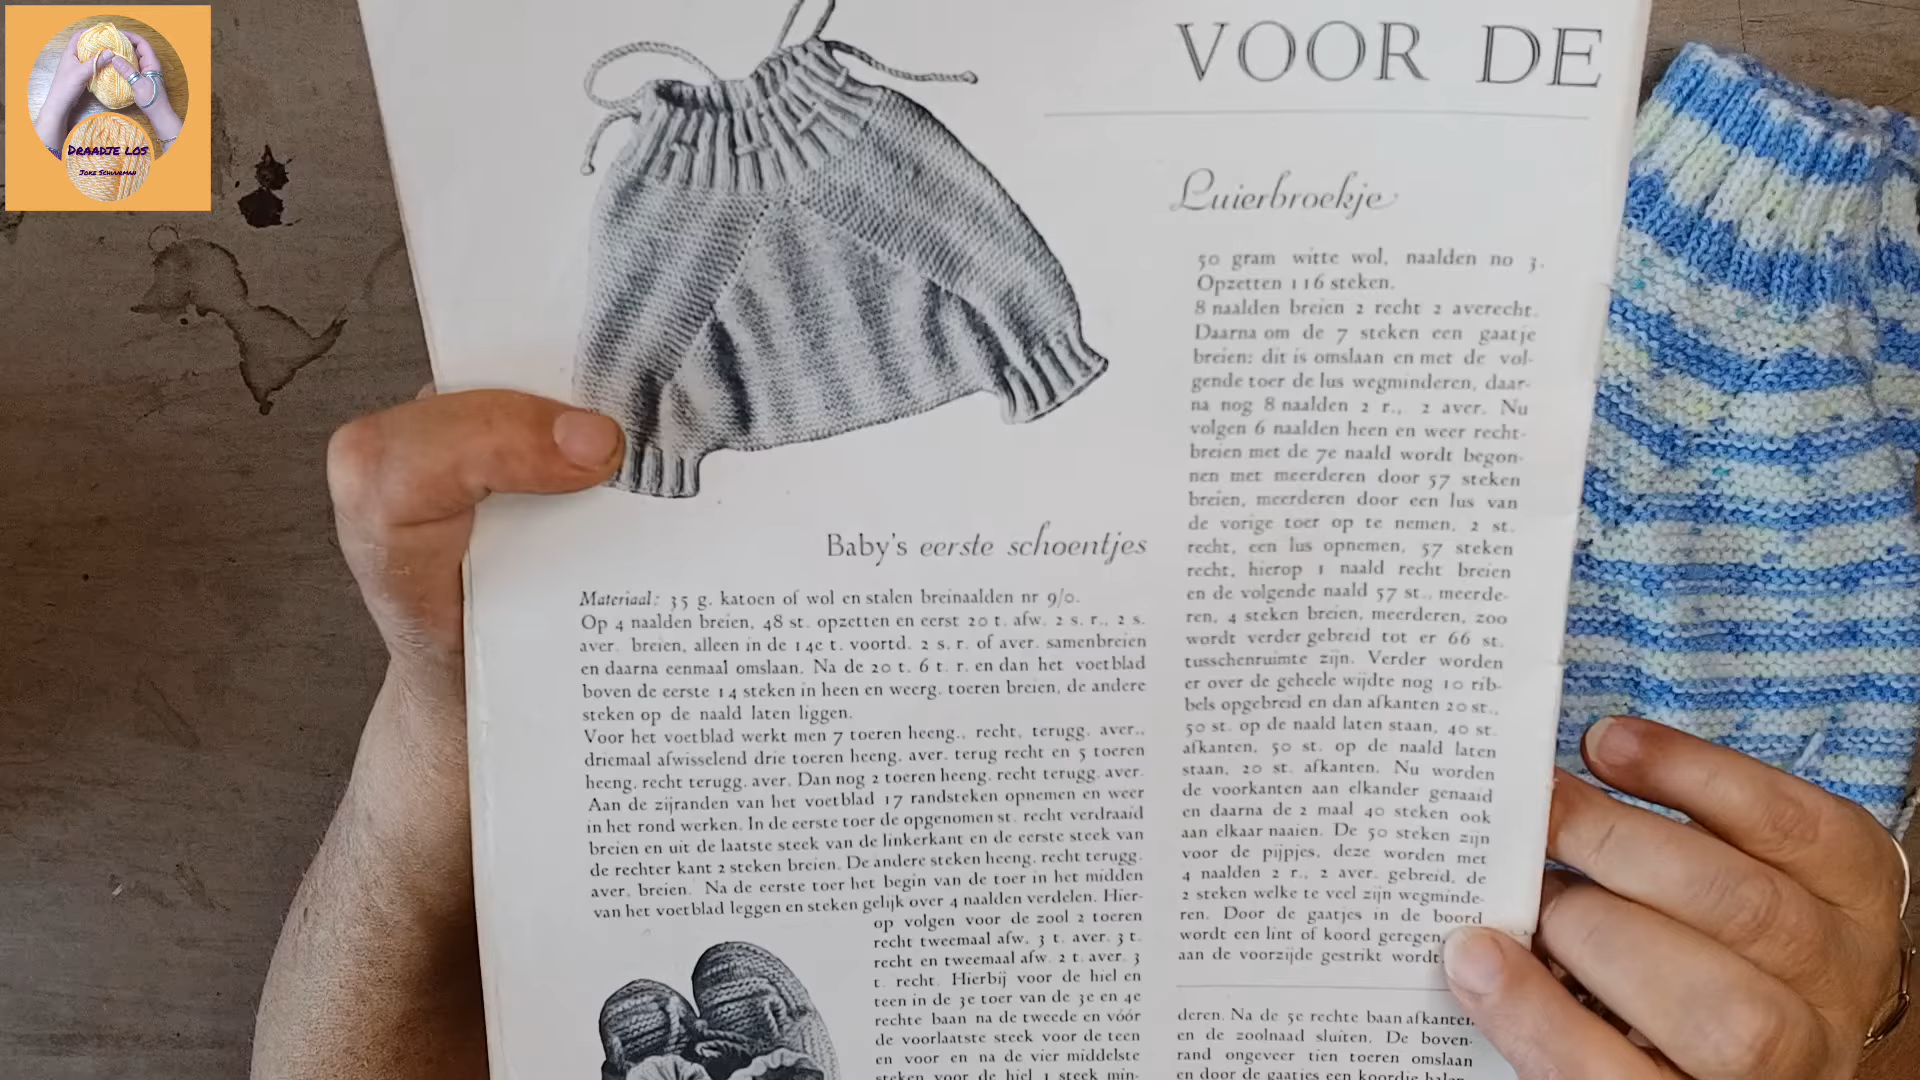 DRAADJE LOS
JOKE SCHUURMAN
VOOR DE
Luierbroekje
50 gram witte wol, naalden no 3.
Opzetten 116 steken.
8 naalden breien 2 recht 2 averecht.
Daarna om de 7 steken een gaatje
breien: dit is omslaan en met de vol-
gende toer de lus wegminderen, daar-
na nog 8 naalden 2 r., 2 aver. Nu
volgen 6 naalden heen en weer recht-
breien met de 7e naald wordt begon-
nen met meerderen door 57 steken
breien, meerderen door een lus van
de vorige toer op te nemen, 2 st.
recht, een lus opnemen, 57 steken
recht, hierop 1 naald recht breien
en de volgende naald 57 st., meerde-
ren, 4 steken breien, meerderen, zoo
wordt verder gebreid tot er 66 st.
tusschenruimte zijn. Verder worden
er over de geheele wijdte nog 10 rib-
bels opgebreid en dan afkanten 20 st.,
50 st. op de naald laten staan, 40 st.
afkanten, 50 st. op de naald laten
staan, 20 st. afkanten. Nu worden
de voorkanten aan elkander genaaid
en daarna de 2 maal 40 steken ook
aan elkaar naaien. De 50 steken zijn
voor de pijpjes, deze worden met
4 naalden 2 r., 2 aver. gebreid, de
2 steken welke te veel zijn wegminde-
ren. Door de gaatjes in de boord
wordt een lint of koord geregen,
aan de voorzijde gestrikt wordt.
Baby's eerste schoentjes
Materiaal: 35 g. katoen of wol en stalen breinaalden nr 9/0.
Op 4 naalden breien, 48 st. opzetten en eerst 20 t. afw. 2 s. r., 2 s.
aver. breien, alleen in de 14e t. voortd. 2 s. r. of aver. samenbreien
en daarna eenmaal omslaan. Na de 20 t. 6 t. r. en dan het voetblad
boven de eerste 14 steken in heen en weerg. toeren breien, de andere
steken op de naald laten liggen.
Voor het voetblad werkt men 7 toeren heeng., recht, terugg. aver.,
driemaal afwisselend drie toeren heeng. aver. terug recht en 5 toeren
heeng. recht terugg. aver. Dan nog 2 toeren heeng. recht terugg. aver.
Aan de zijranden van het voetblad 17 randsteken opnemen en weer
in het rond werken. In de eerste toer de opgenomen st. recht verdraaid
breien en uit de laatste steek van de linkerkant en de eerste steek van
de rechter kant 2 steken breien. De andere steken heeng. recht terugg.
aver. breien. Na de eerste toer het begin van de toer in het midden
van het voetblad leggen en steken gelijk over 4 naalden verdelen. Hier-
op volgen voor de zool 2 toeren
recht tweemaal afw. 3 t. aver. 3 t.
recht en tweemaal afw. 2 t. aver. 3
t. recht. Hierbij voor de hiel en
teen in de 3e toer van de 3e en 4e
rechte baan na de tweede en vóór
de voorlaatste steek voor de teen
en voor en na de vier middelste
steken voor de hiel 1 steek min-
deren. Na de 5e rechte baan afkanten
en de zoolnaad sluiten. De boven-
rand ongeveer tien toeren omslaan
en door de gaatjes een koordje halen.